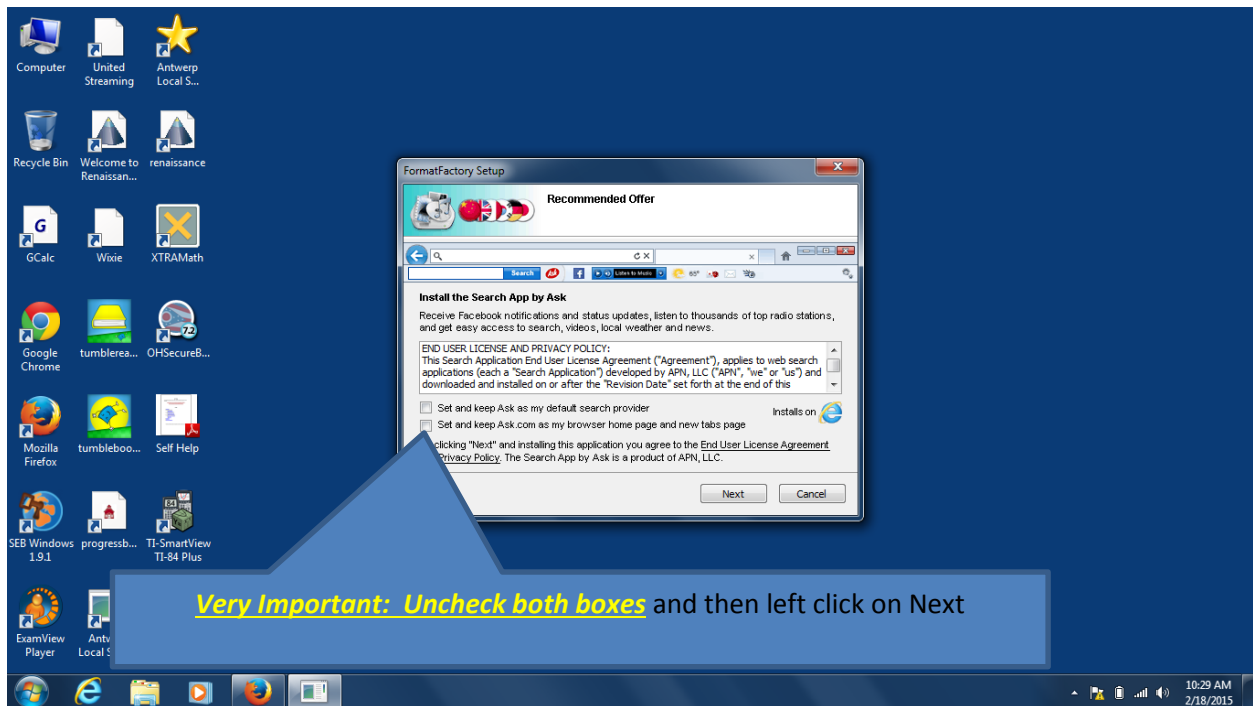 Computer
United
Streaming
Antwerp
Local S...
Recycle Bin
Welcome to
Renaissan...
renaissance
G
GCalc
Wixie
XTRAMath
Google
Chrome
tumblerea...
7.2
OHSecureB...
Mozilla
Firefox
tumbleboo...
Self Help
SEB Windows
1.9.1
progressb...
84
TI-SmartView
TI-84 Plus
ExamView
Player
Antw
Local S
FormatFactory Setup
Recommended Offer
Search
Listen to Music
65°
Install the Search App by Ask
Receive Facebook notifications and status updates, listen to thousands of top radio stations,
and get easy access to search, videos, local weather and news.
END USER LICENSE AND PRIVACY POLICY:
This Search Application End User License Agreement ("Agreement"), applies to web search
applications (each a "Search Application") developed by APN, LLC ("APN", "we" or "us") and
downloaded and installed on or after the "Revision Date" set forth at the end of this
Set and keep Ask as my default search provider
Installs on
Set and keep Ask.com as my browser home page and new tabs page
clicking "Next" and installing this application you agree to the End User License Agreement
Privacy Policy. The Search App by Ask is a product of APN, LLC.
Next
Cancel
Very Important: Uncheck both boxes and then left click on Next
10:29 AM
2/18/2015